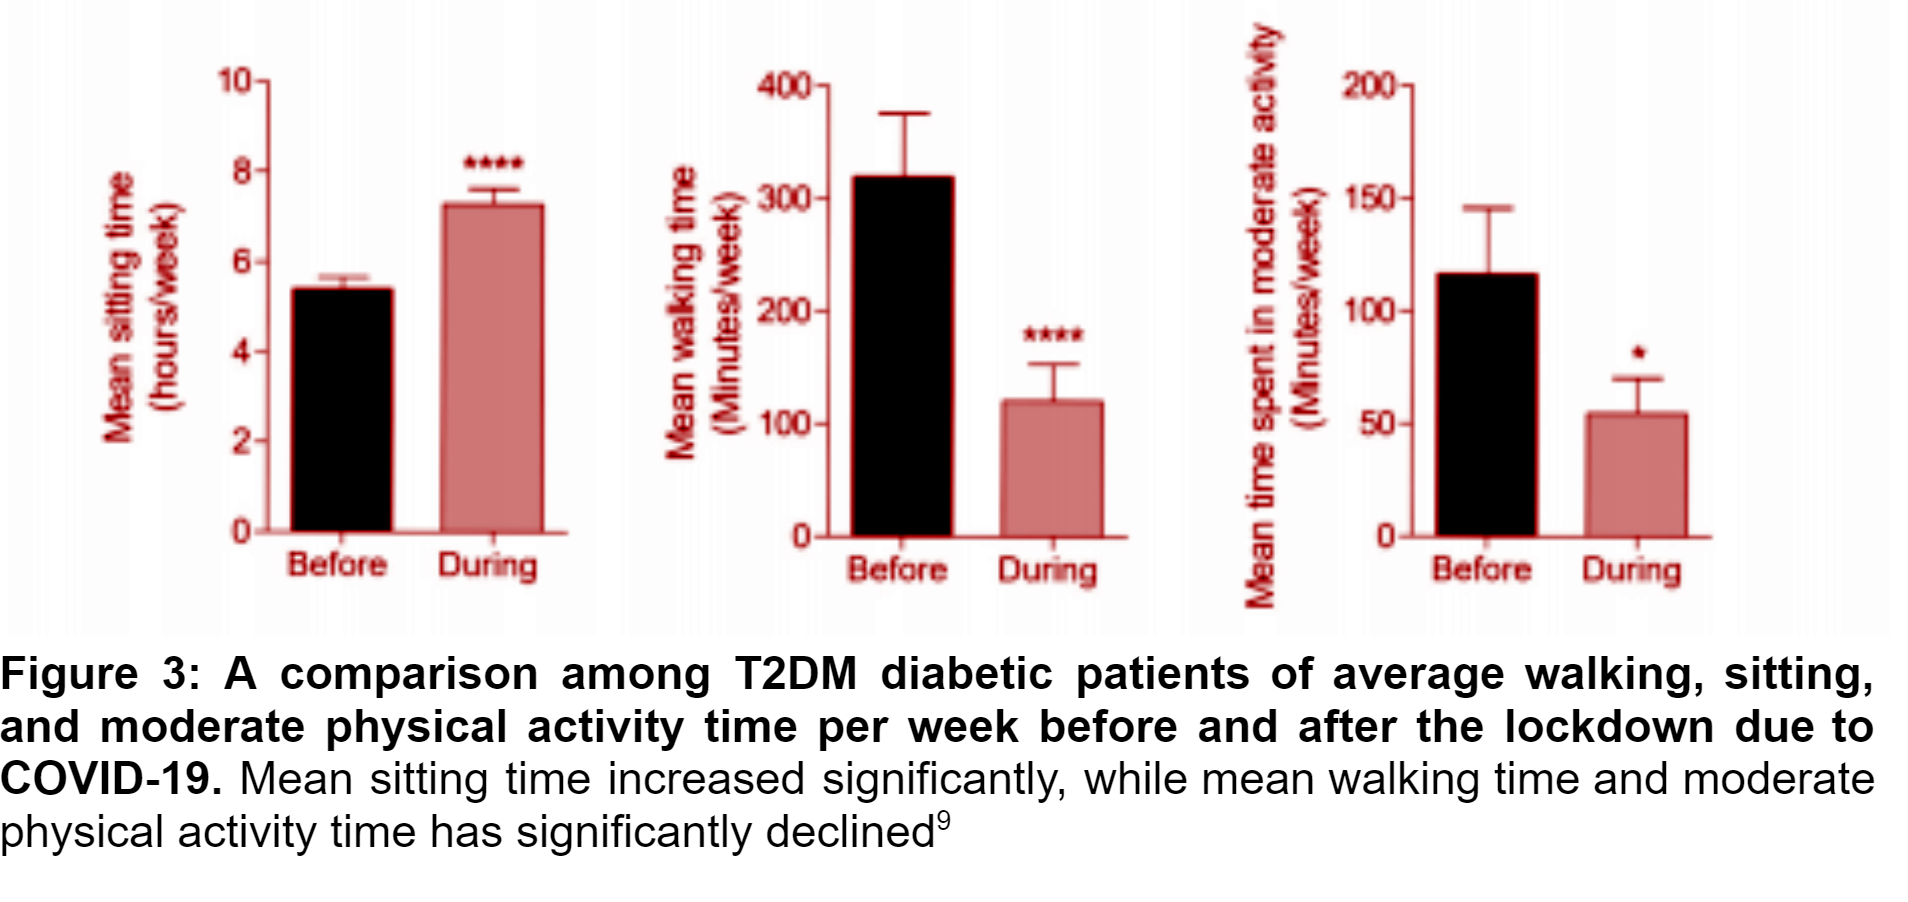 Mean sitting time
(hours/week)
10
8
6
4
2
0
****
Before
During
Mean walking time
(Minutes/week)
400
300
200
100
0
****
Before
During
Mean time spent in moderate activity
(Minutes/week)
200
150
100
50
0
*
Before
During
Figure 3: A comparison among T2DM diabetic patients of average walking, sitting,
and moderate physical activity time per week before and after the lockdown due to
COVID-19. Mean sitting time increased significantly, while mean walking time and moderate
physical activity time has significantly declined⁹